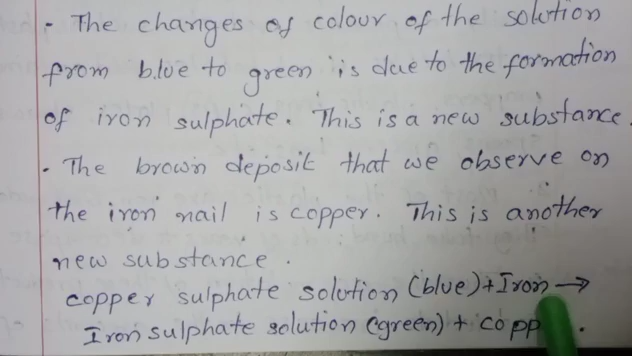 - The changes of colour of the solution
from blue to green is due to the formation
of iron sulphate. This is a new substance.
- The brown deposit that we observe on
the iron nail is copper. This is another
new substance.
copper sulphate solution (blue) + Iron →
Iron sulphate solution (green) + copp